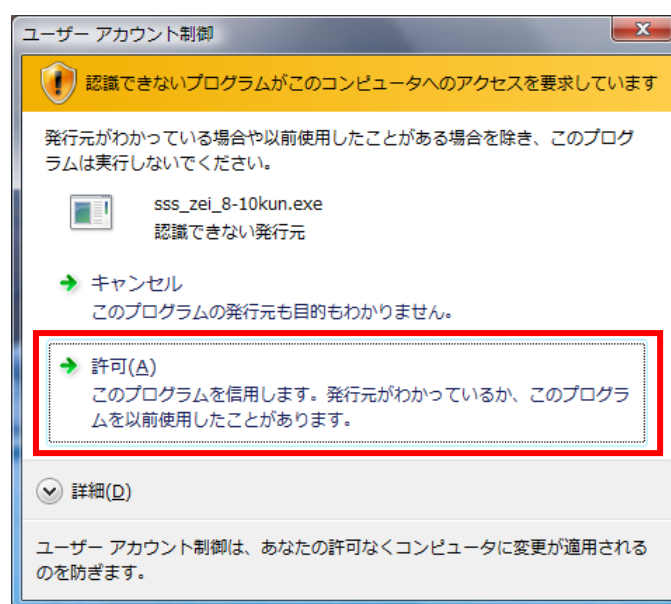 ユーザー アカウント制御
認識できないプログラムがこのコンピュータへのアクセスを要求しています
発行元がわかっている場合や以前使用したことがある場合を除き、このプログ
ラムは実行しないでください。
sss_zei_8-10kun.exe
認識できない発行元
キャンセル
このプログラムの発行元も目的もわかりません。
許可(A)
このプログラムを信用します。発行元がわかっているか、このプログラ
ムを以前使用したことがあります。
詳細(D)
ユーザー アカウント制御は、あなたの許可なくコンピュータに変更が適用される
のを防ぎます。